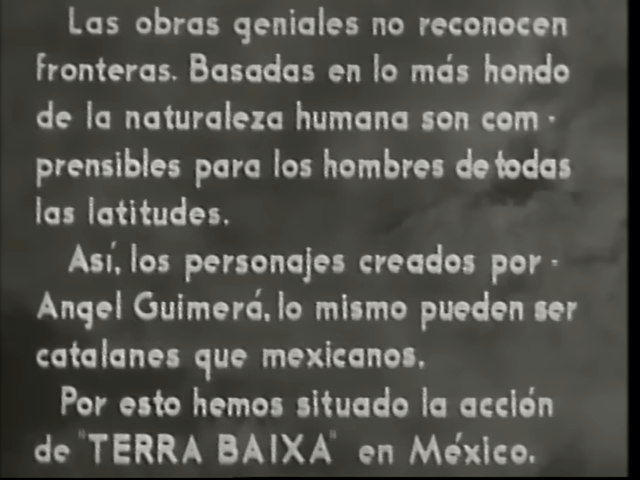 Las obras geniales no reconocen
fronteras. Basadas en lo más hondo
de la naturaleza humana son com-
prensibles para los hombres de todas
las latitudes.
Así, los personajes creados por-
Angel Guimerá, lo mismo pueden ser
catalanes que mexicanos.
Por esto hemos situado la acción
de "TERRA BAIXA" en México.